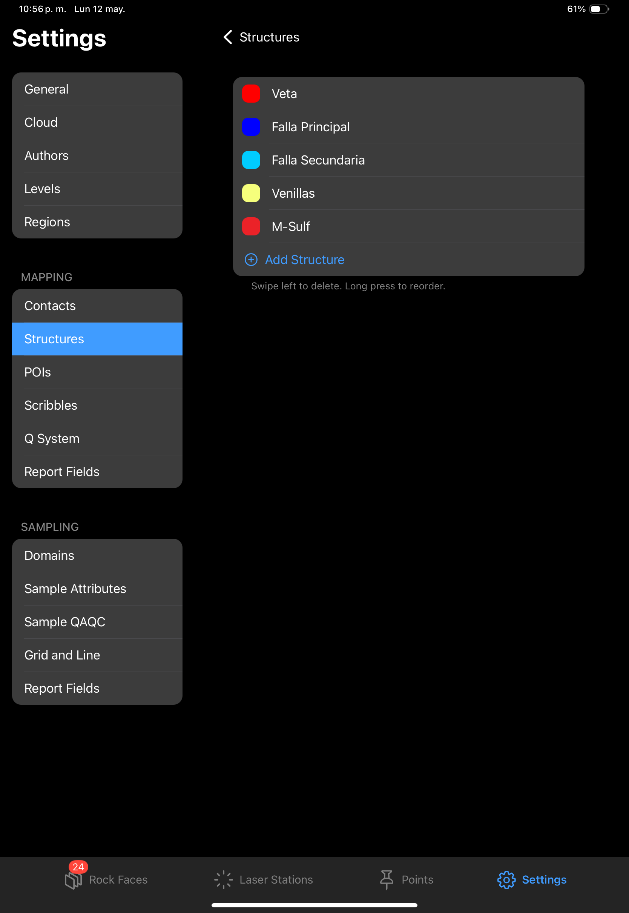 10:56 p. m. Lun 12 may.
61%
Settings
Structures
General
Cloud
Authors
Levels
Regions
MAPPING
Contacts
Structures
POIs
Scribbles
Q System
Report Fields
SAMPLING
Domains
Sample Attributes
Sample QAQC
Grid and Line
Report Fields
Veta
Falla Principal
Falla Secundaria
Venillas
M-Sulf
Add Structure
Swipe left to delete. Long press to reorder.
24
Rock Faces
Laser Stations
Points
Settings